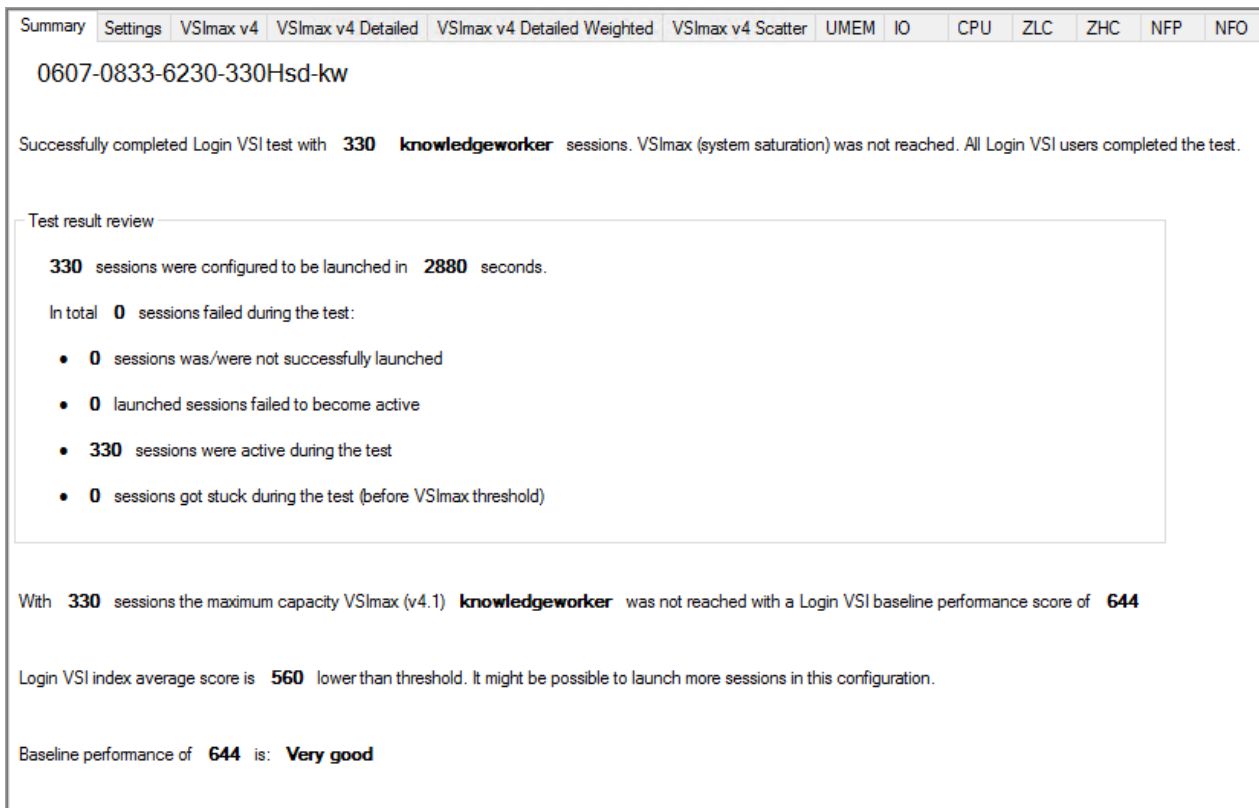 Summary Settings VSImax v4 VSImax v4 Detailed VSImax v4 Detailed Weighted VSImax v4 Scatter UMEM IO CPU ZLC ZHC NFP NFO
0607-0833-6230-330Hsd-kw
Successfully completed Login VSI test with 330 knowledgeworker sessions. VSImax (system saturation) was not reached. All Login VSI users completed the test.
Test result review
330 sessions were configured to be launched in 2880 seconds.
In total 0 sessions failed during the test:
• 0 sessions was/were not successfully launched
• 0 launched sessions failed to become active
• 330 sessions were active during the test
• 0 sessions got stuck during the test (before VSImax threshold)
With 330 sessions the maximum capacity VSImax (v4.1) knowledgeworker was not reached with a Login VSI baseline performance score of 644
Login VSI index average score is 560 lower than threshold. It might be possible to launch more sessions in this configuration.
Baseline performance of 644 is: Very good